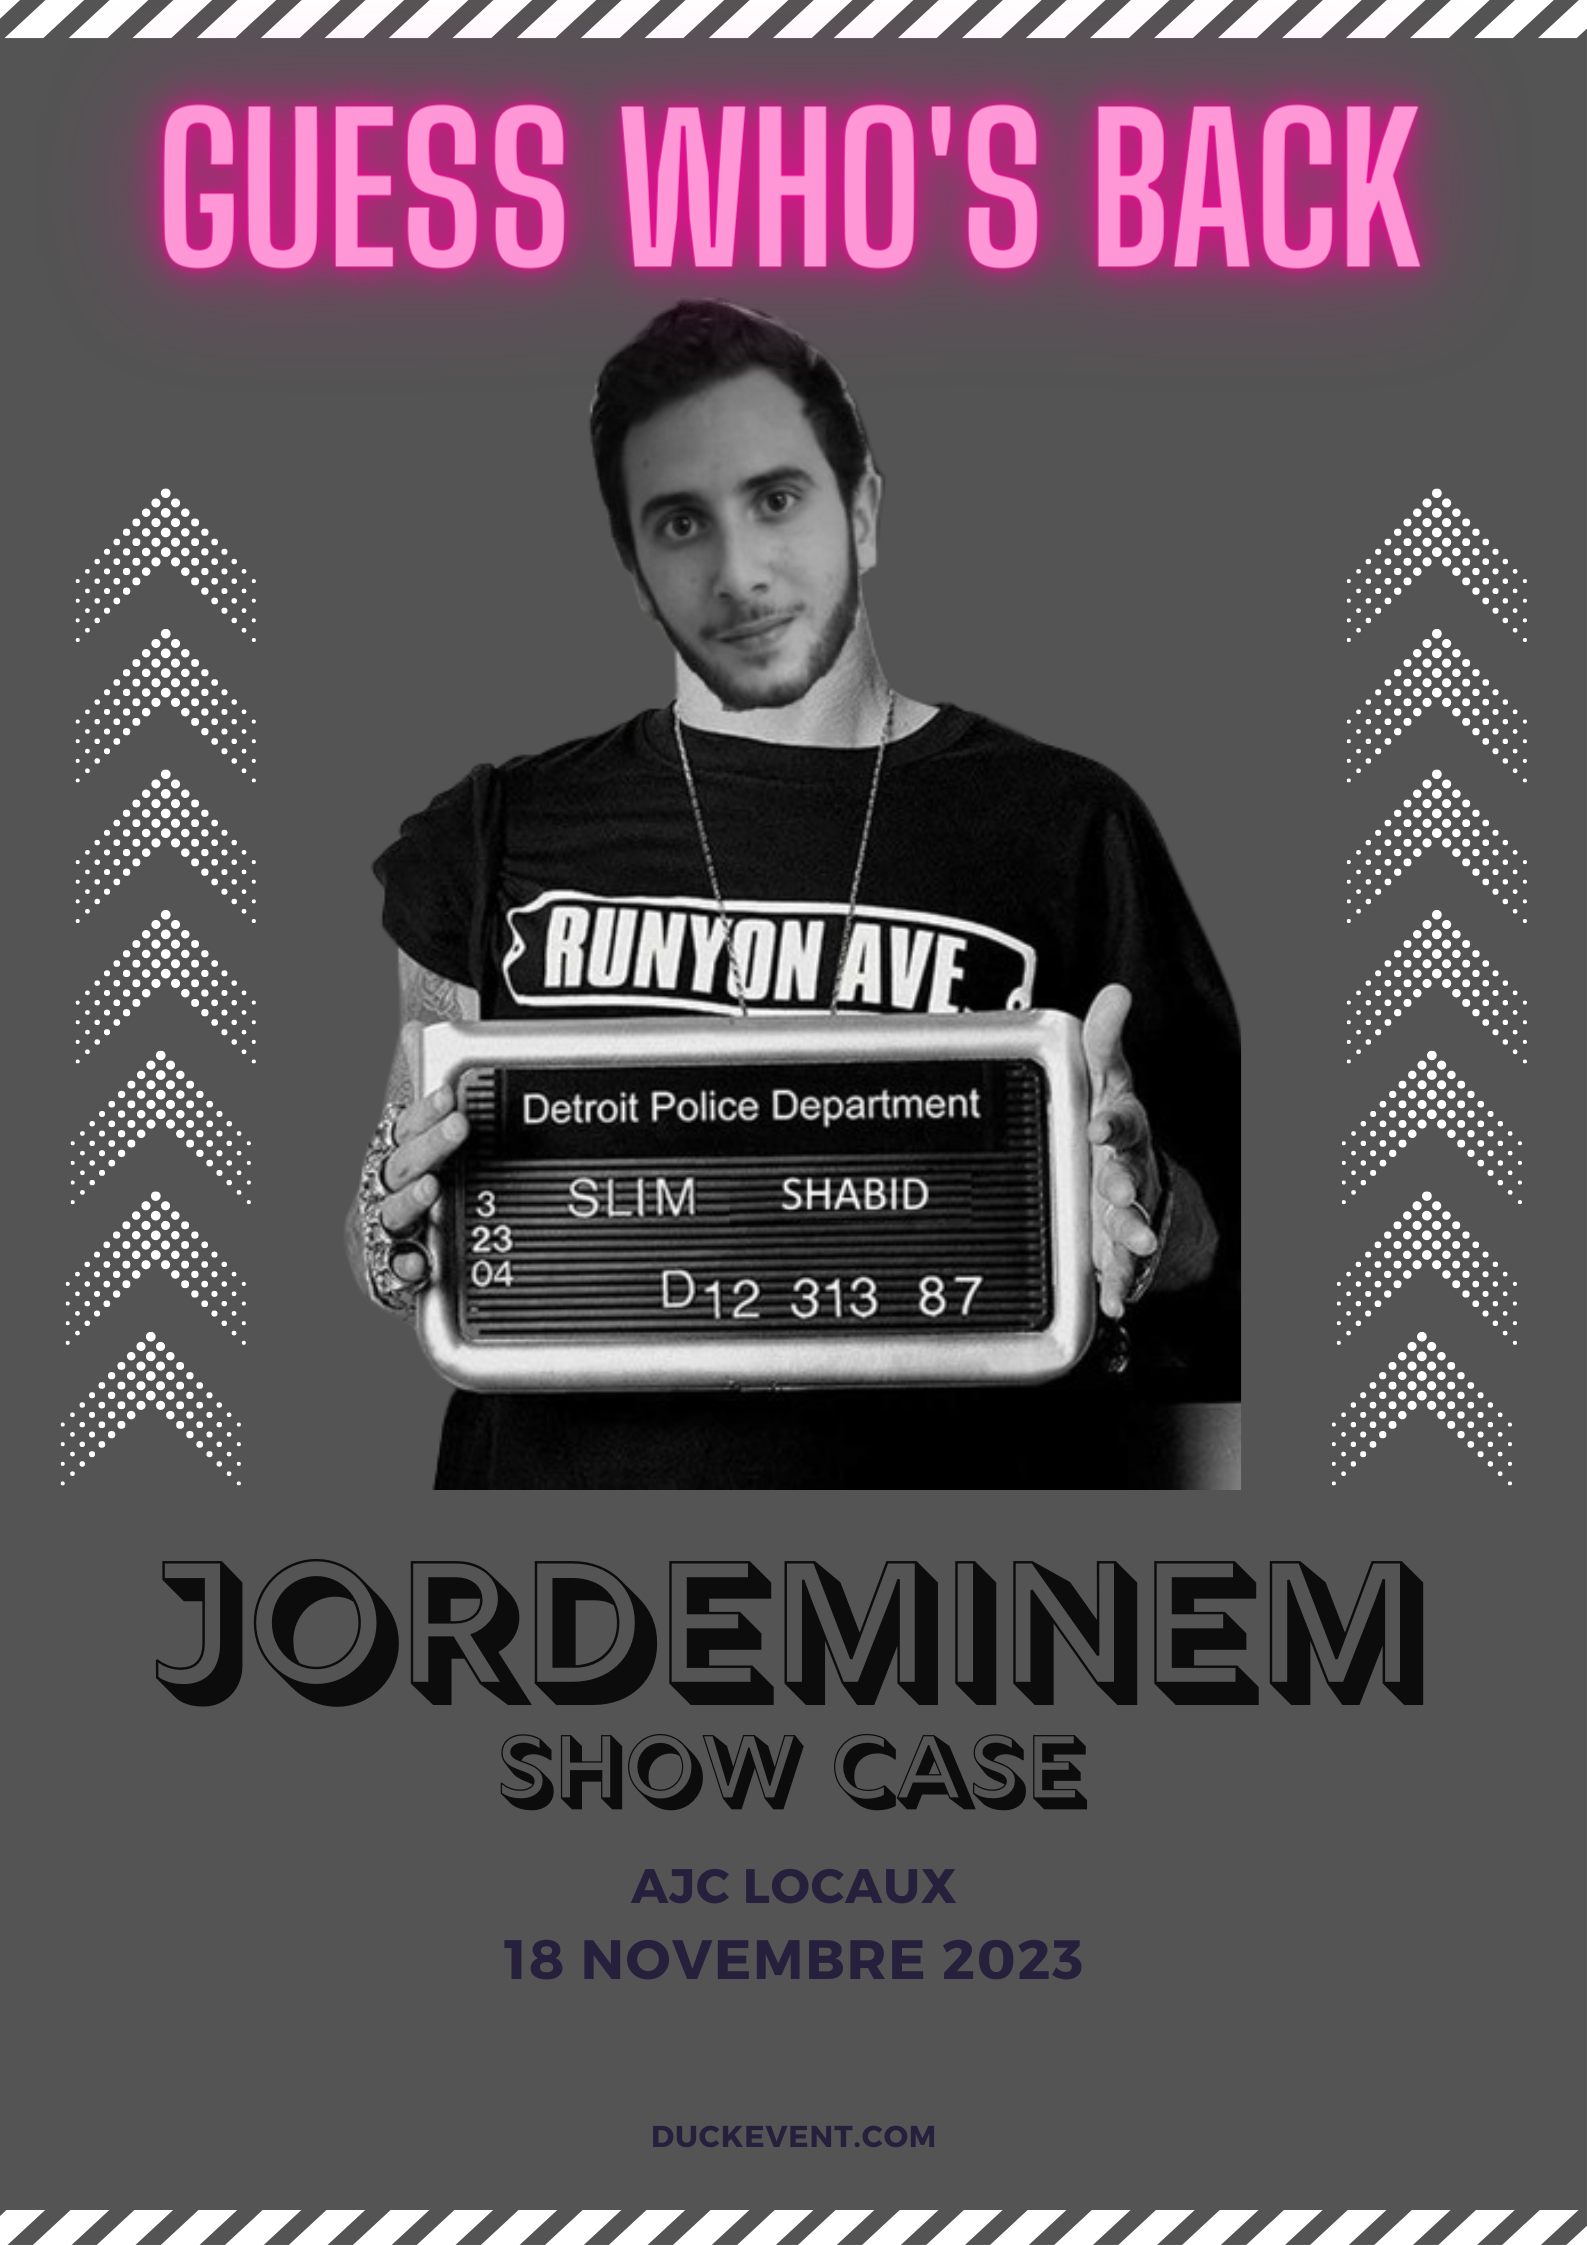 GUESS WHO'S BACK
RUNYON AVE.
Detroit Police Department
3 SLIM SHABID
23
04
D12 313 87
JORDEMINEM
SHOW CASE
AJC LOCAUX
18 NOVEMBRE 2023
DUCKEVENT.COM